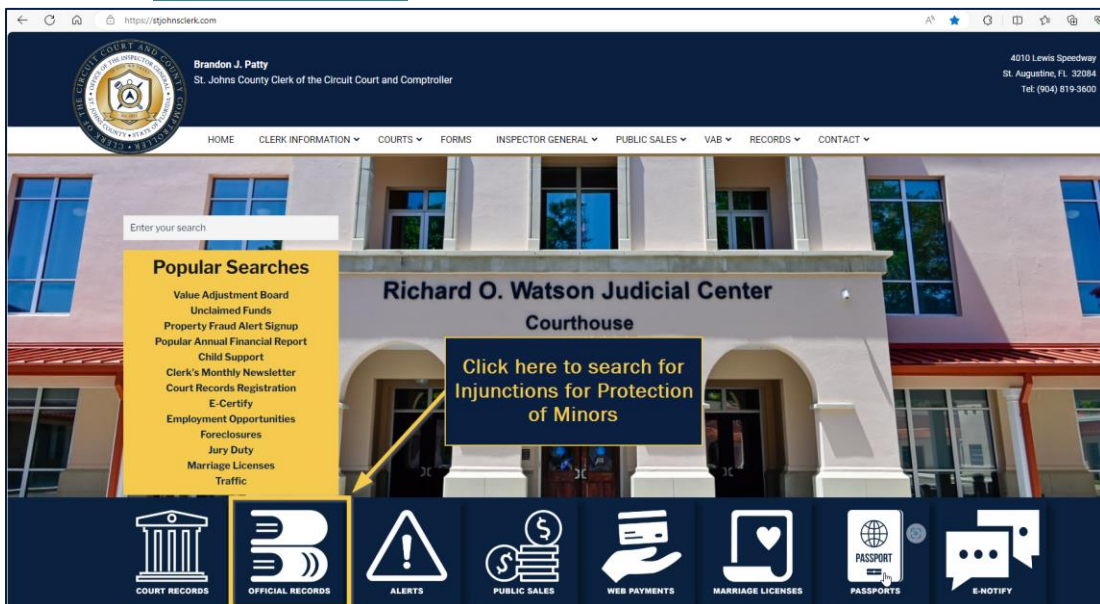 https://stjohnsclerk.com
Brandon J. Patty
St. Johns County Clerk of the Circuit Court and Comptroller
4010 Lewis Speedway
St. Augustine, FL 32084
Tel: (904) 819-3600
HOME CLERK INFORMATION COURTS FORMS INSPECTOR GENERAL PUBLIC SALES VAB RECORDS CONTACT
Enter your search
Popular Searches
Value Adjustment Board
Unclaimed Funds
Property Fraud Alert Signup
Popular Annual Financial Report
Child Support
Clerk's Monthly Newsletter
Court Records Registration
E-Certify
Employment Opportunities
Foreclosures
Jury Duty
Marriage Licenses
Traffic
Richard O. Watson Judicial Center
Courthouse
Click here to search for
Injunctions for Protection
of Minors
PASSPORT
COURT RECORDS OFFICIAL RECORDS ALERTS PUBLIC SALES WEB PAYMENTS MARRIAGE LICENSES PASSPORTS E-NOTIFY